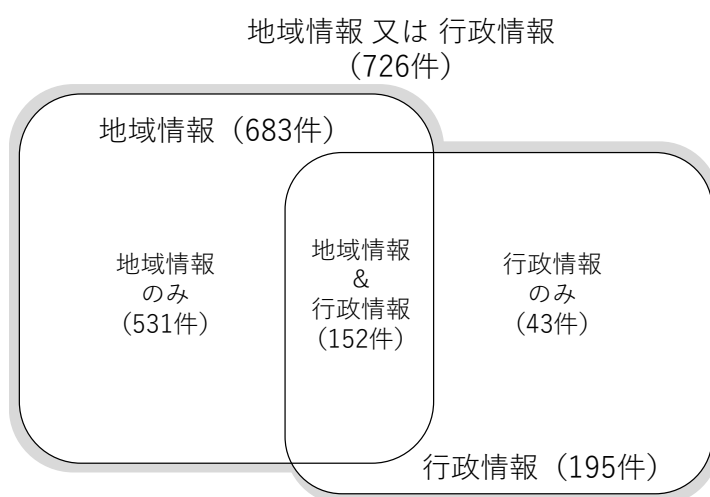 地域情報 又は 行政情報
（726件）
地域情報（683件）
地域情報
のみ
（531件）
地域情報
&
行政情報
（152件）
行政情報
のみ
（43件）
行政情報（195件）